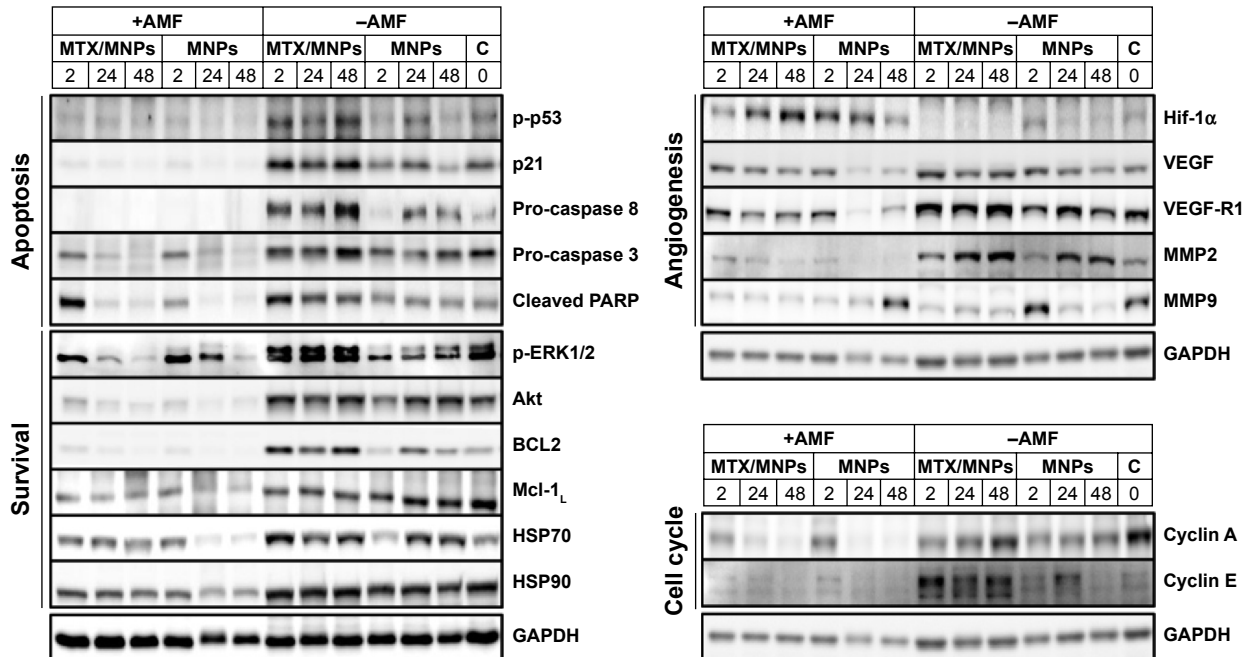 +AMF –AMF
MTX/MNPs MNPs MTX/MNPs MNPs C
2 24 48 2 24 48 2 24 48 2 24 48 0
Apoptosis
p-p53
p21
Pro-caspase 8
Pro-caspase 3
Cleaved PARP
Survival
p-ERK1/2
Akt
BCL2
Mcl-1L
HSP70
HSP90
GAPDH
+AMF –AMF
MTX/MNPs MNPs MTX/MNPs MNPs C
2 24 48 2 24 48 2 24 48 2 24 48 0
Angiogenesis
Hif-1α
VEGF
VEGF-R1
MMP2
MMP9
GAPDH
+AMF –AMF
MTX/MNPs MNPs MTX/MNPs MNPs C
2 24 48 2 24 48 2 24 48 2 24 48 0
Cell cycle
Cyclin A
Cyclin E
GAPDH